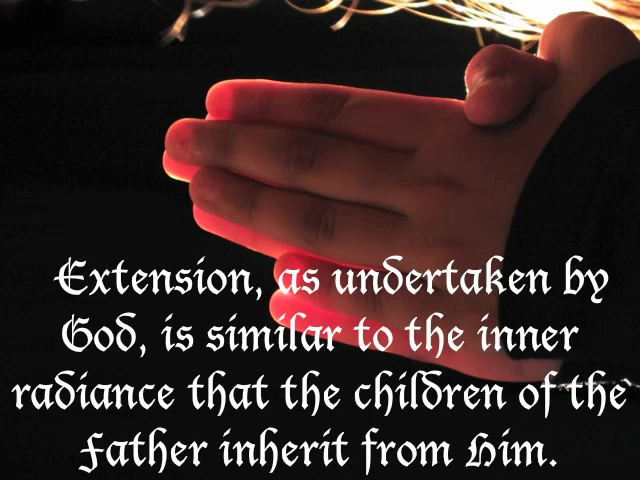 Extension, as undertaken by
God, is similar to the inner
radiance that the children of the
Father inherit from Him.